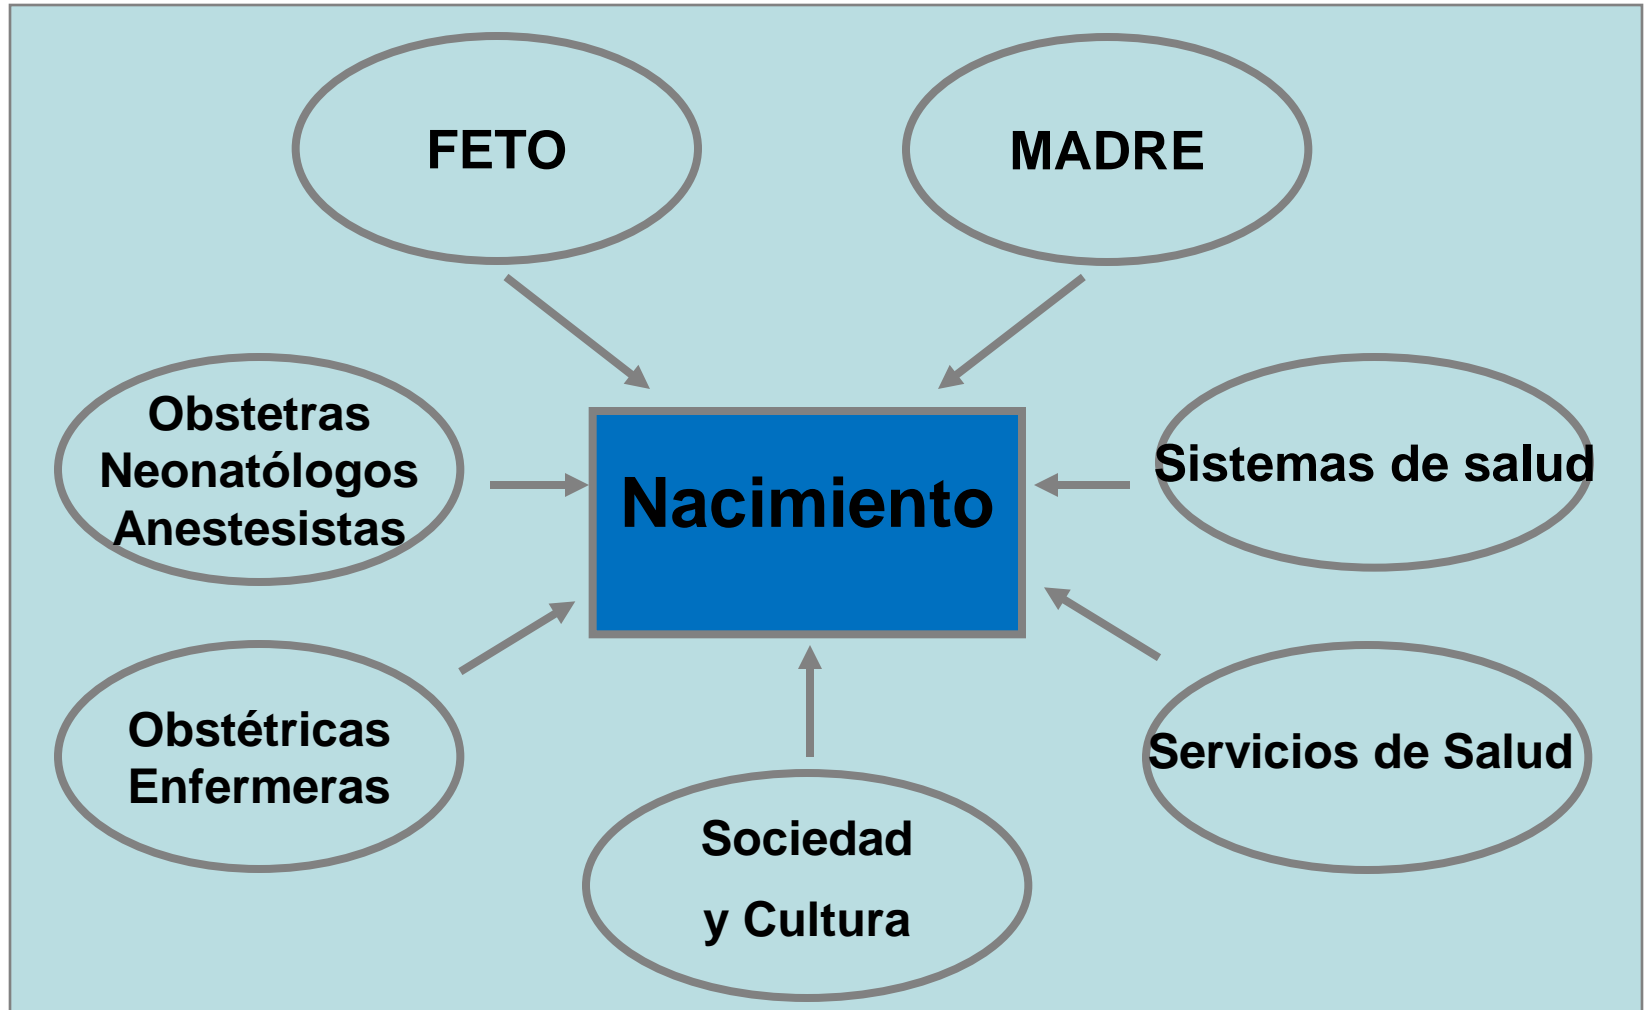 FETO
MADRE
Obstetras
Neonatólogos
Anestesistas
Nacimiento
Sistemas de salud
Obstétricas
Enfermeras
Servicios de Salud
Sociedad
y Cultura